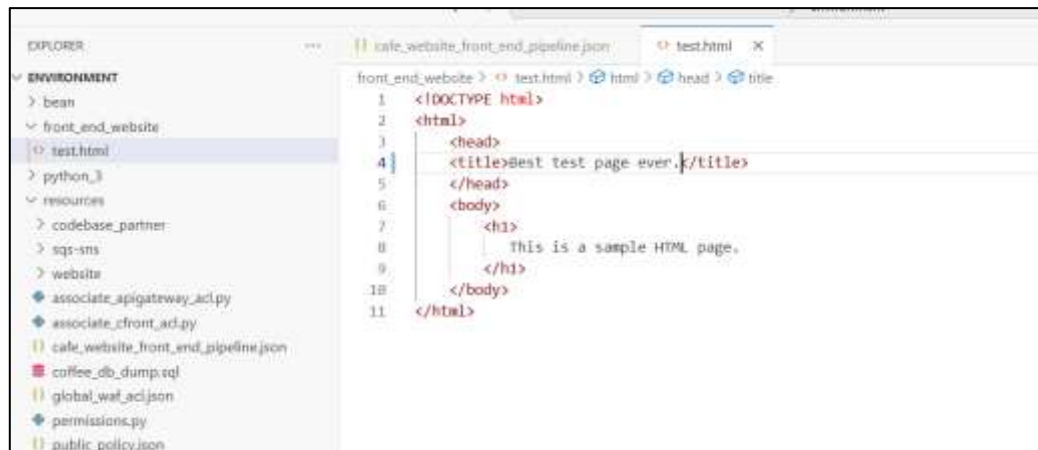 EXPLORER
ENVIRONMENT
bean
front_end_website
test.html
python_3
resources
codebase_partner
sqs-sns
website
associate_apigateway_acl.py
associate_cfront_acl.py
cafe_website_front_end_pipeline.json
coffee_db_dump.sql
global_waf_acl.json
permissions.py
public_policy.json
cafe_website_front_end_pipeline.json test.html
front_end_website > test.html > html > head > title
1 <!DOCTYPE html>
2 <html>
3 <head>
4 <title>Best test page ever.</title>
5 </head>
6 <body>
7 <h1>
8 This is a sample HTML page.
9 </h1>
10 </body>
11 </html>